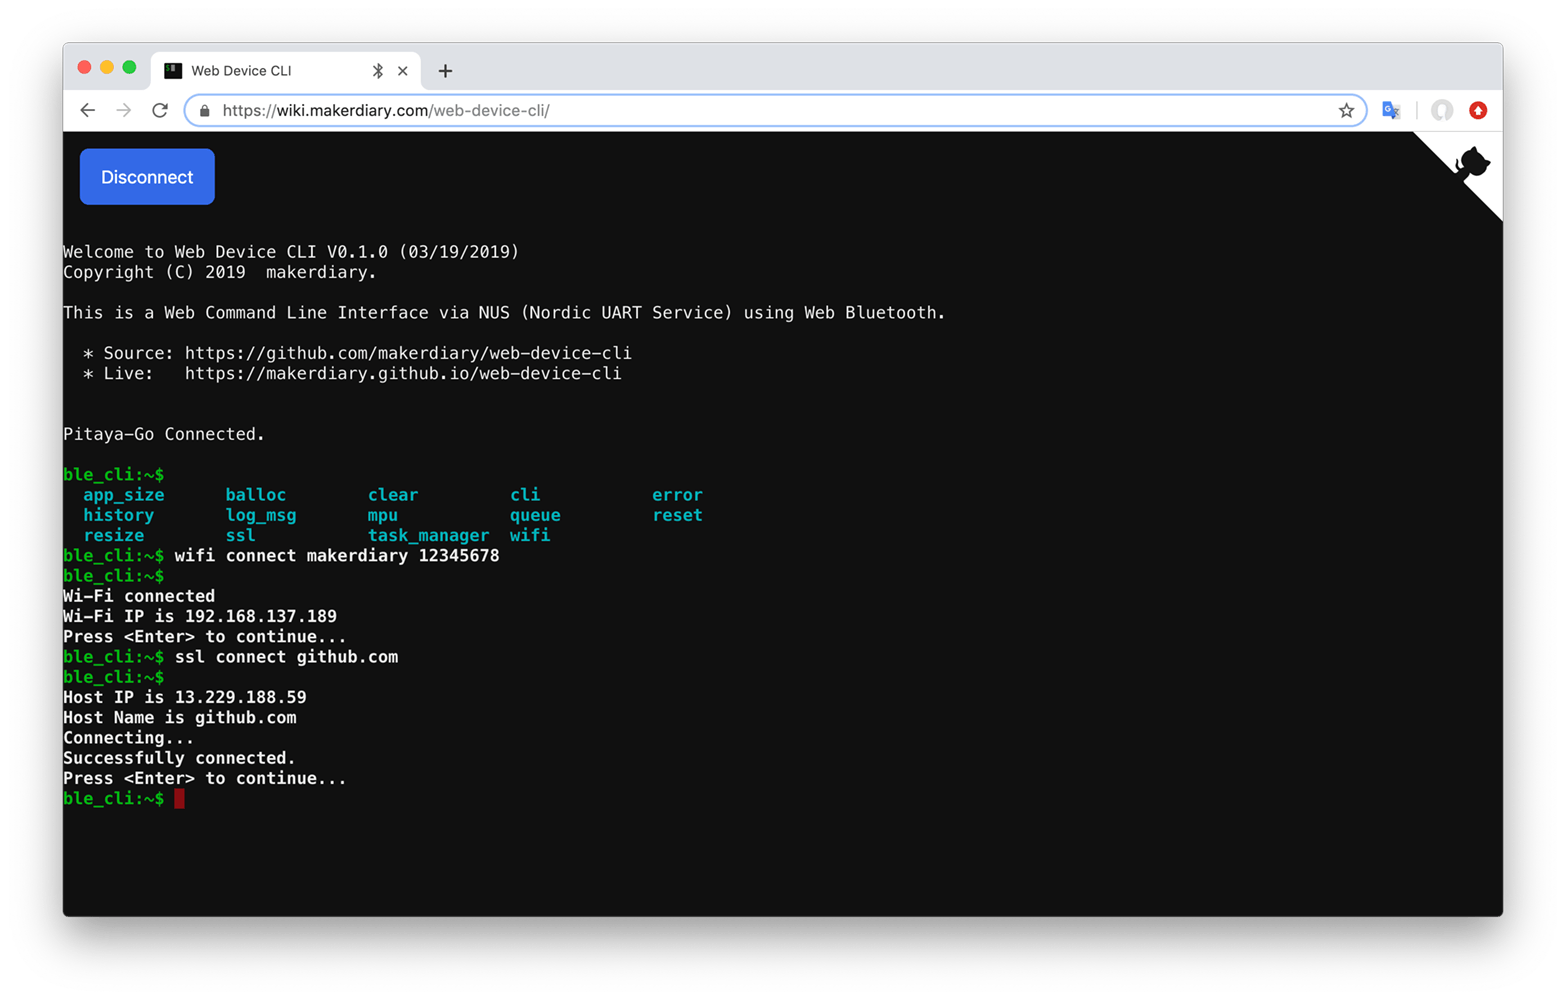 Web Device CLI
https://wiki.makerdiary.com/web-device-cli/
Disconnect
Welcome to Web Device CLI V0.1.0 (03/19/2019)
Copyright (C) 2019  makerdiary.
This is a Web Command Line Interface via NUS (Nordic UART Service) using Web Bluetooth.
* Source: https://github.com/makerdiary/web-device-cli
* Live:   https://makerdiary.github.io/web-device-cli
Pitaya-Go Connected.
ble_cli:~$
app_size      balloc        clear         cli           error
history       log_msg       mpu           queue         reset
resize        ssl           task_manager  wifi
ble_cli:~$ wifi connect makerdiary 12345678
ble_cli:~$
Wi-Fi connected
Wi-Fi IP is 192.168.137.189
Press <Enter> to continue...
ble_cli:~$ ssl connect github.com
ble_cli:~$
Host IP is 13.229.188.59
Host Name is github.com
Connecting...
Successfully connected.
Press <Enter> to continue...
ble_cli:~$